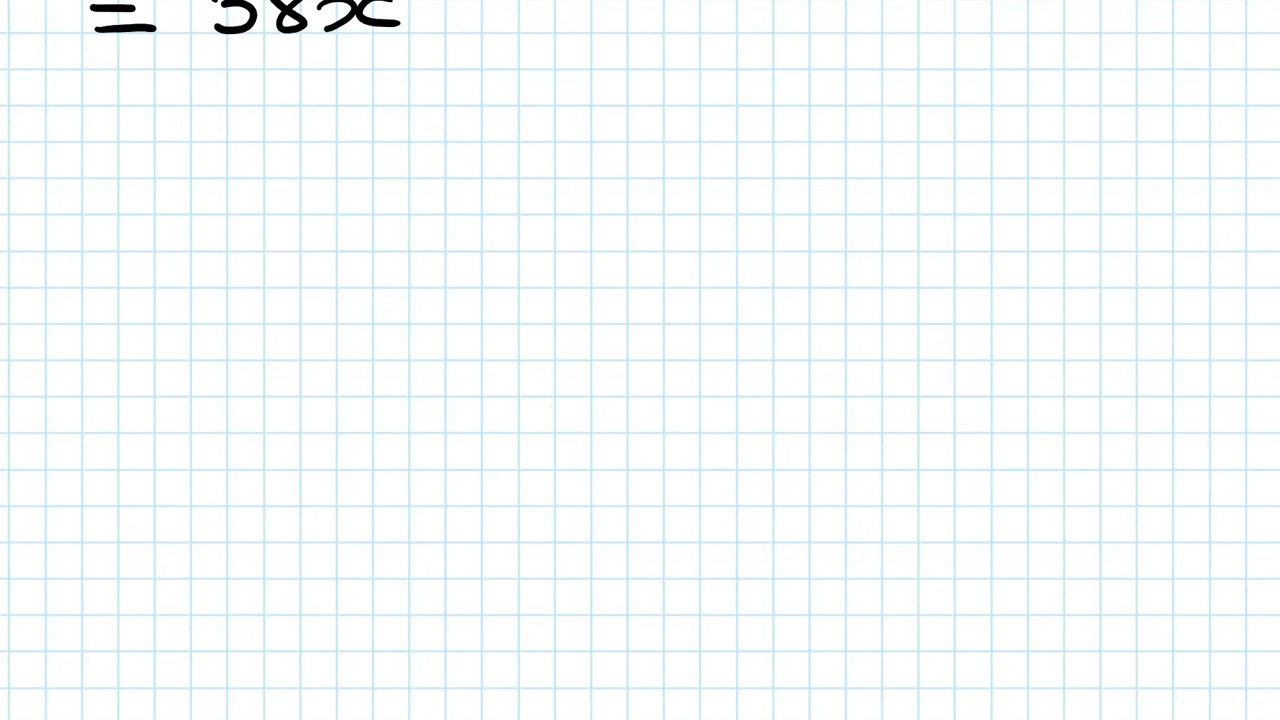 = 38x